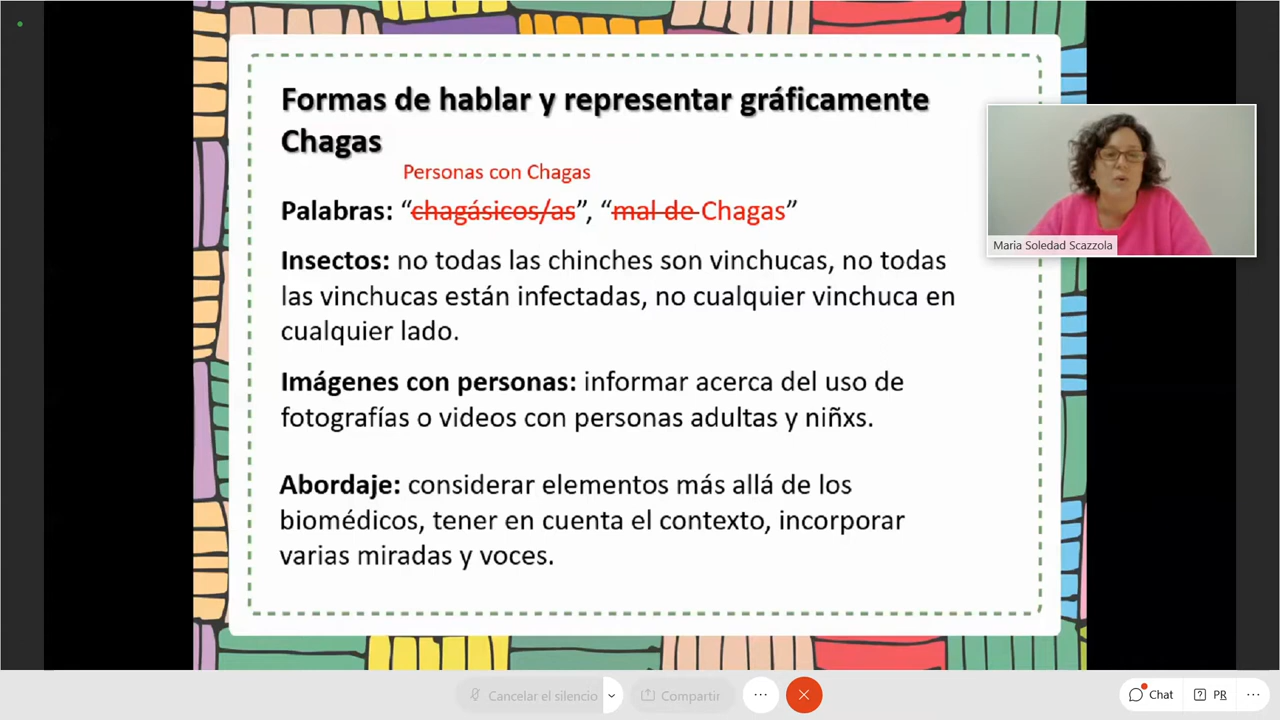 Formas de hablar y representar gráficamente
Chagas
Personas con Chagas
Palabras: “chagásicos/as”, “mal de Chagas”
Insectos: no todas las chinches son vinchucas, no todas
las vinchucas están infectadas, no cualquier vinchuca en
cualquier lado.
Imágenes con personas: informar acerca del uso de
fotografías o videos con personas adultas y niñxs.
Abordaje: considerar elementos más allá de los
biomédicos, tener en cuenta el contexto, incorporar
varias miradas y voces.
Maria Soledad Scazzola
Cancelar el silencio
Compartir
Chat
PR